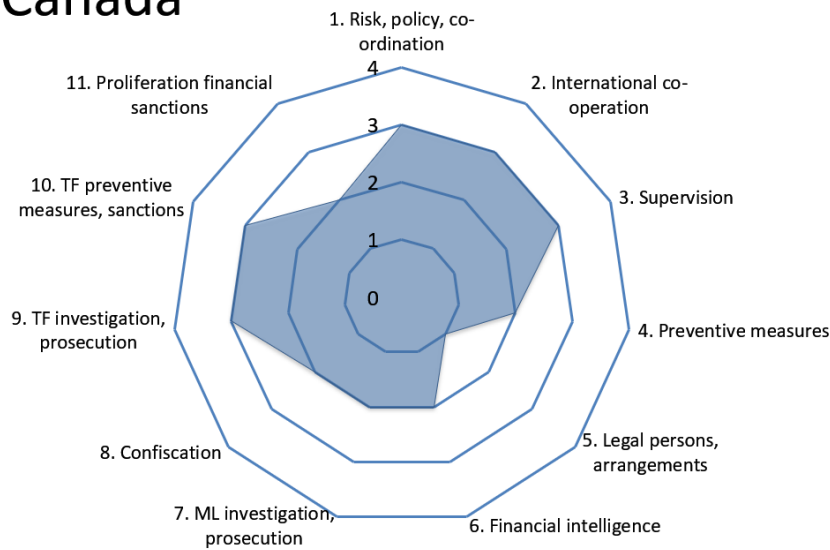 Canada
1. Risk, policy, co-
ordination
4
11. Proliferation financial
sanctions
2. International co-
operation
3
10. TF preventive
measures, sanctions
2
3. Supervision
1
0
9. TF investigation,
prosecution
4. Preventive measures
8. Confiscation
5. Legal persons,
arrangements
7. ML investigation,
prosecution
6. Financial intelligence